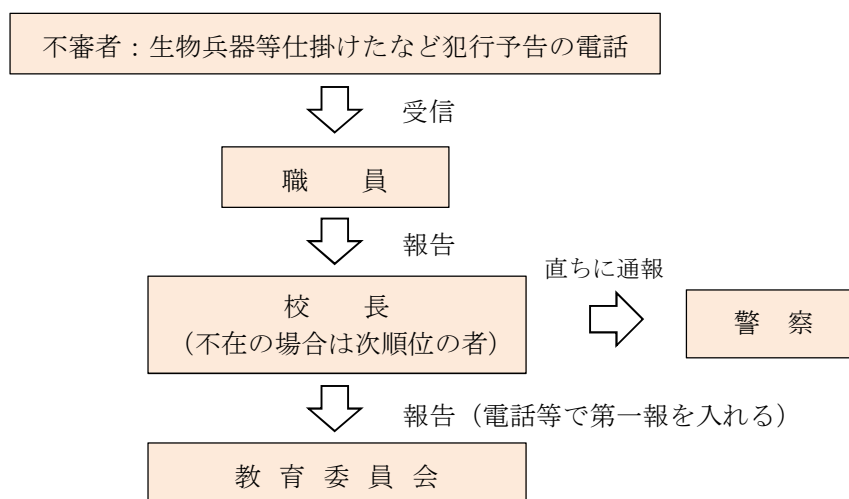 不審者：生物兵器等仕掛けたなど犯行予告の電話
受信
職　員
報告
直ちに通報
校　長
（不在の場合は次順位の者）
警　察
報告（電話等で第一報を入れる）
教 育 委 員 会